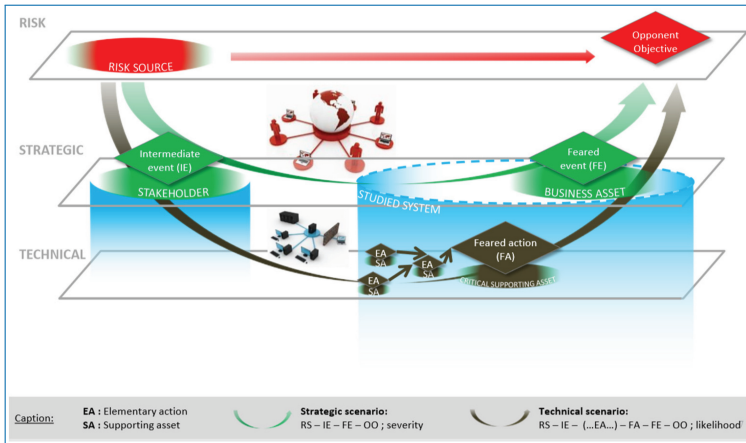 RISK
Opponent
Objective
RISK SOURCE
STRATEGIC
Intermediate
event (IE)
Feared
event (FE)
STAKEHOLDER
STUDIED SYSTEM
BUSINESS ASSET
TECHNICAL
Feared action
(FA)
EA
SA
EA
SA
EA
SA
CRITICAL SUPPORTING ASSET
Caption:
EA : Elementary action
SA : Supporting asset
Strategic scenario:
RS – IE – FE – OO ; severity
Technical scenario:
RS – IE – (...EA...) – FA – FE – OO ; likelihood